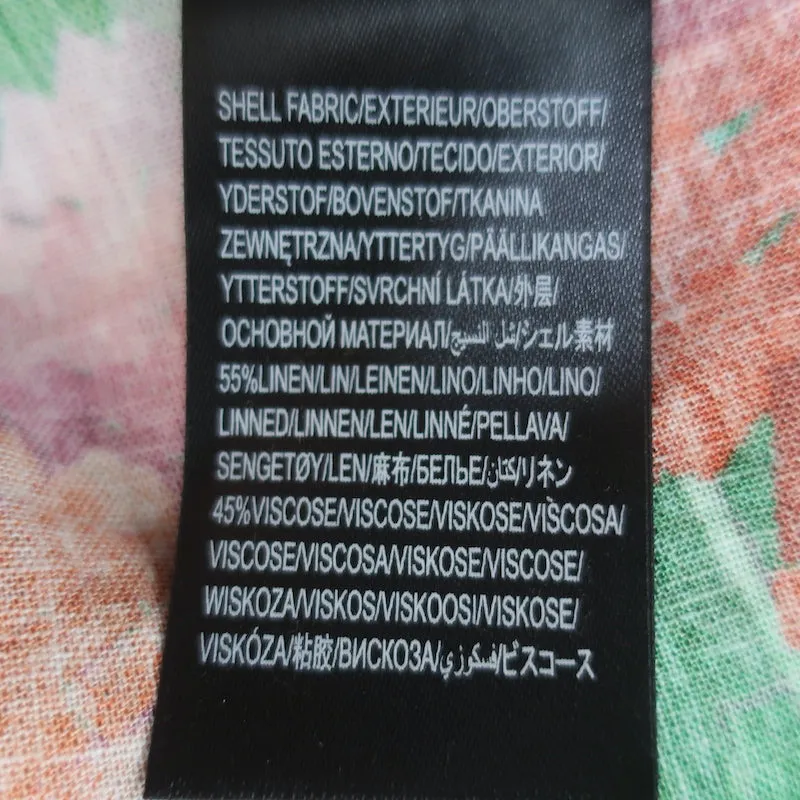 SHELL FABRIC/EXTERIEUR/OBERSTOFF/
TESSUTO ESTERNO/TECIDO/EXTERIOR/
YDERSTOF/BOVENSTOF/TKANINA
ZEWNĘTRZNA/YTTERTYG/PÄÄLLIKANGAS/
YTTERSTOFF/SVRCHNÍ LÁTKA/外层/
ОСНОВНОЙ МАТЕРИАЛ/شل النسيج/シェル素材
55%LINEN/LIN/LEINEN/LINO/LINHO/LINO/
LINNED/LINNEN/LEN/LINNÉ/PELLAVA/
SENGETØY/LEN/麻布/БЕЛЬЕ/كتان/リネン
45%VISCOSE/VISCOSE/VISKOSE/VISCOSA/
VISCOSE/VISCOSA/VISKOSE/VISCOSE/
WISKOZA/VISKOS/VISKOOSI/VISKOSE/
VISKÓZA/粘胶/ВИСКОЗА/فسكوزي/ビスコース